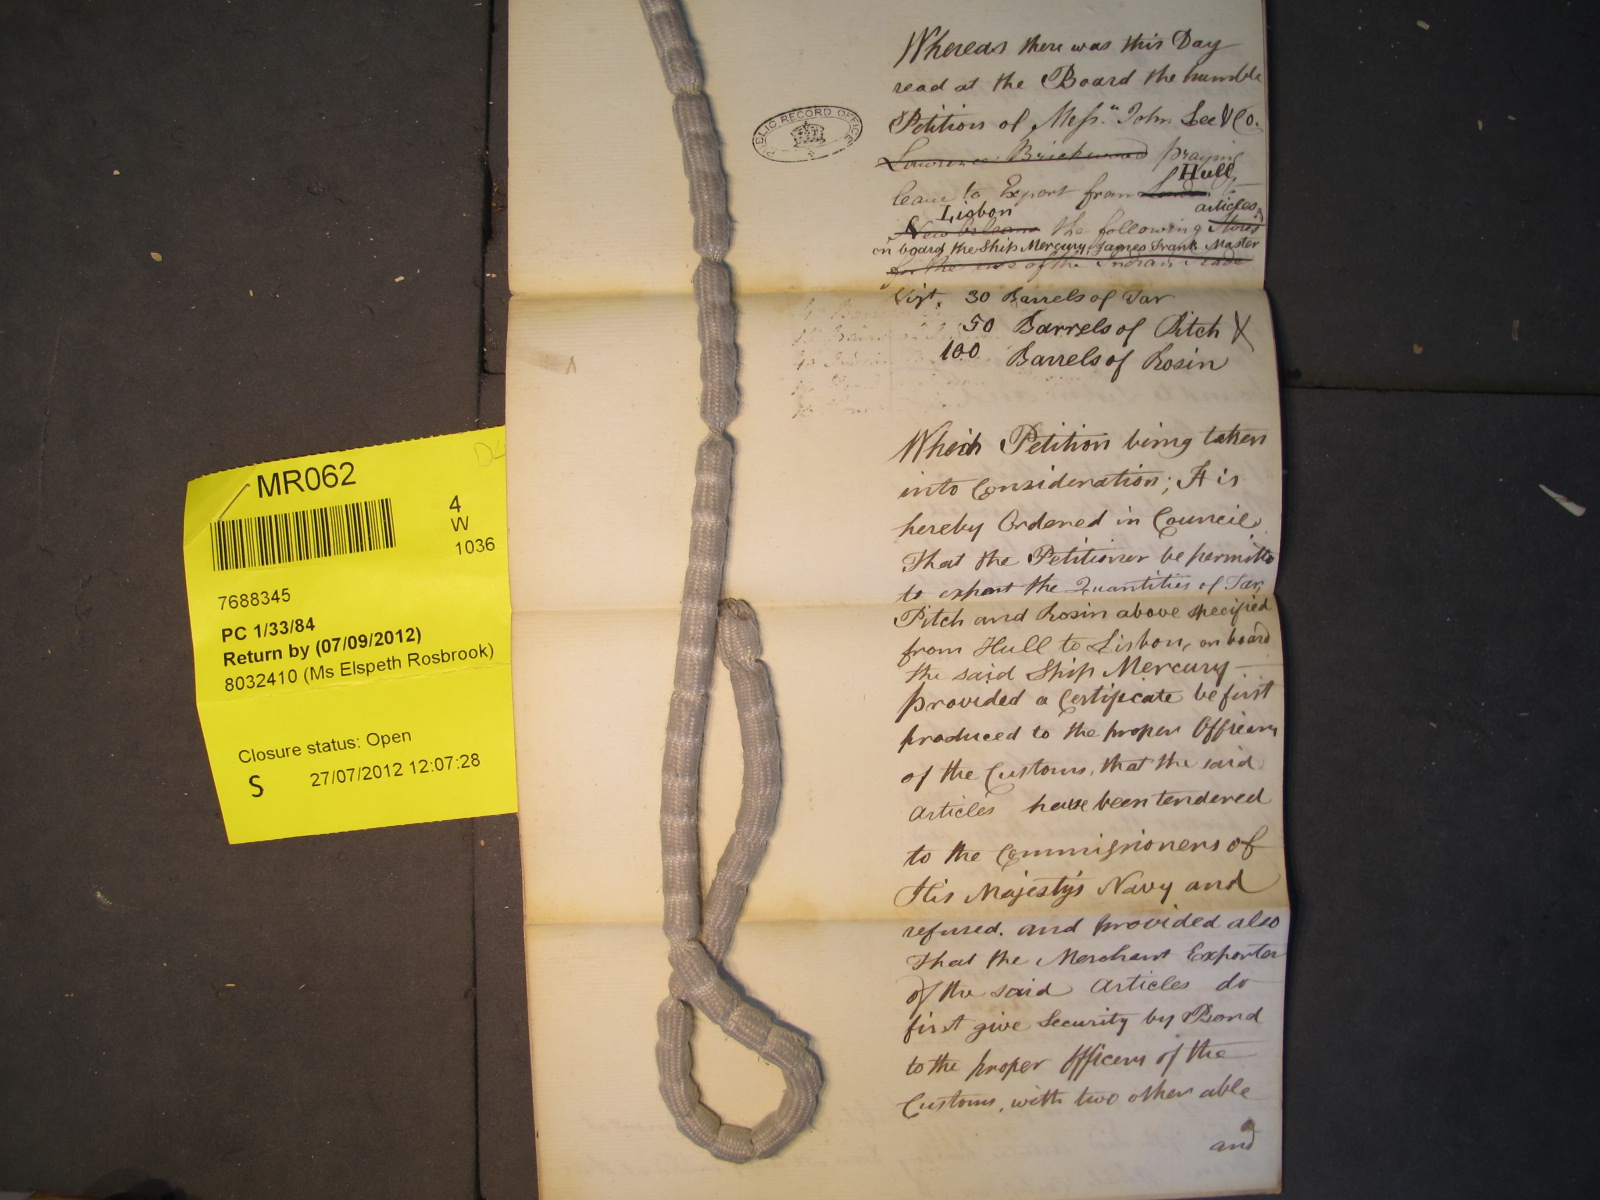 MR062
4
W
1036
7688345
PC 1/33/84
Return by (07/09/2012)
8032410 (Ms Elspeth Rosbrook)
Closure status: Open
S 27/07/2012 12:07:28
PUBLIC RECORD OFFICE
Whereas there was this Day
read at the Board the humble
Petition of Messrs John Lee & Co.
Lawrence Brickwood praying
Hull
leave to Export from London
Lisbon articles
New Orleans the following Stores
on board the Ship Mercury, James Frank Master
for the use of the Indian Trade
Vizt. 30 Barrels of Tar
50 Barrels of Pitch X
100 Barrels of Rosin
Which Petition being taken
into Consideration; It is
hereby Ordered in Council,
That the Petitioner be permitted
to export the Quantities of Tar,
Pitch and Rosin above specified
from Hull to Lisbon, on board
the said Ship Mercury
provided a Certificate be first
produced to the proper Officers
of the Customs, that the said
Articles have been tendered
to the Commissioners of
His Majesty's Navy and
refused. and provided also
That the Merchant Exporter
of the said Articles do
first give Security by Bond
to the proper Officers of the
Customs, with two other able
and